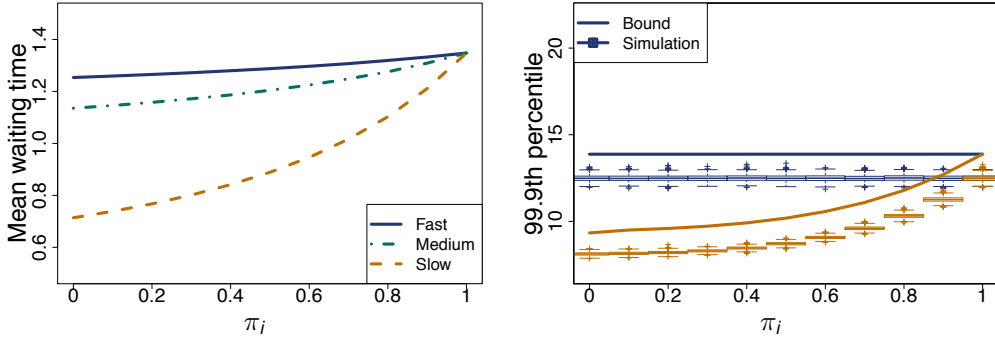 Mean waiting time
1.4
1.2
1.0
0.8
0.6
Fast
Medium
Slow
0 0.2 0.4 0.6 0.8 1
π_i
99.9th percentile
20
15
10
Bound
Simulation
0 0.2 0.4 0.6 0.8 1
π_i